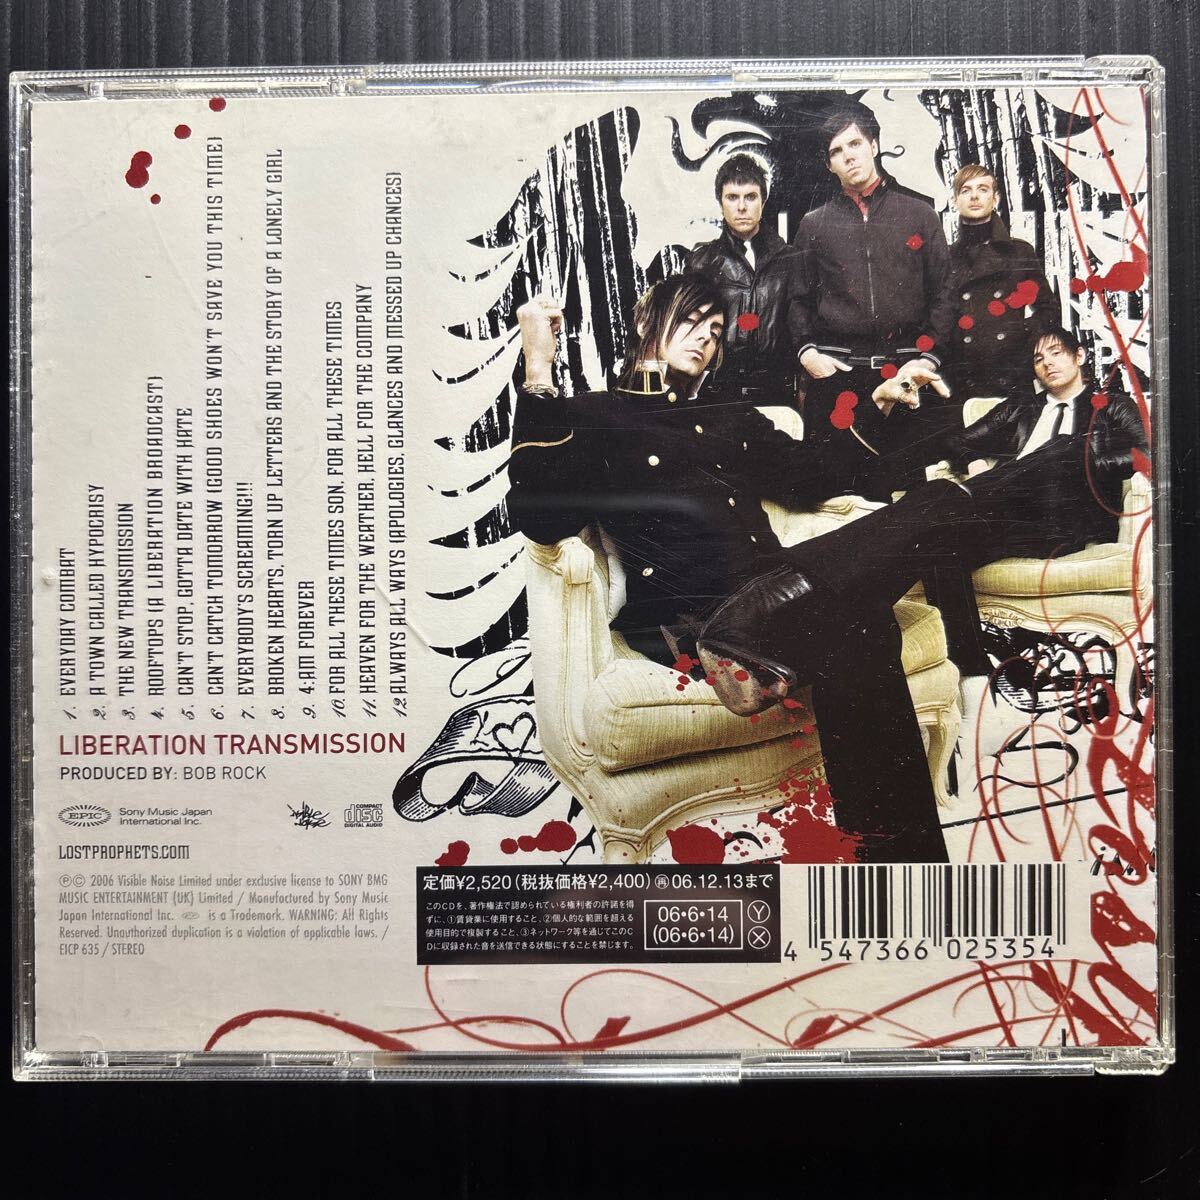 1. EVERYDAY COMBAT
2. A TOWN CALLED HYPOCRISY
3. THE NEW TRANSMISSION
4. ROOFTOPS (A LIBERATION BROADCAST)
5. CAN'T STOP, GOTTA DATE WITH HATE
6. CAN'T CATCH TOMORROW (GOOD SHOES WON'T SAVE YOU THIS TIME)
7. EVERYBODY'S SCREAMING!!!
8. BROKEN HEARTS, TORN UP LETTERS AND THE STORY OF A LONELY GIRL
9. 4:AM FOREVER
10. FOR ALL THESE TIMES SON, FOR ALL THESE TIMES
11. HEAVEN FOR THE WEATHER, HELL FOR THE COMPANY
12. ALWAYS ALL WAYS (APOLOGIES, GLANCES AND MESSED UP CHANCES)
LIBERATION TRANSMISSION
PRODUCED BY: BOB ROCK
EPIC
Sony Music Japan
International Inc.
COMPACT
disc
DIGITAL AUDIO
LOSTPROPHETS.COM
ⓅⒸ 2006 Visible Noise Limited under exclusive license to SONY BMG
MUSIC ENTERTAINMENT (UK) Limited / Manufactured by Sony Music
Japan International Inc. is a Trademark. WARNING: All Rights
Reserved. Unauthorized duplication is a violation of applicable laws. /
EICP 635 / STEREO
定価¥2,520(税抜価格¥2,400)再06.12.13まで
このCDを、著作権法で認められている権利者の許諾を得
ずに、①賃貸業に使用すること、②個人的な範囲を超える
使用目的で複製すること、③ネットワーク等を通じてこのC
Dに収録された音を送信できる状態にすることを禁じます。
06・6・14
(06・6・14)
Ⓨ
Ⓧ
4 547366 025354